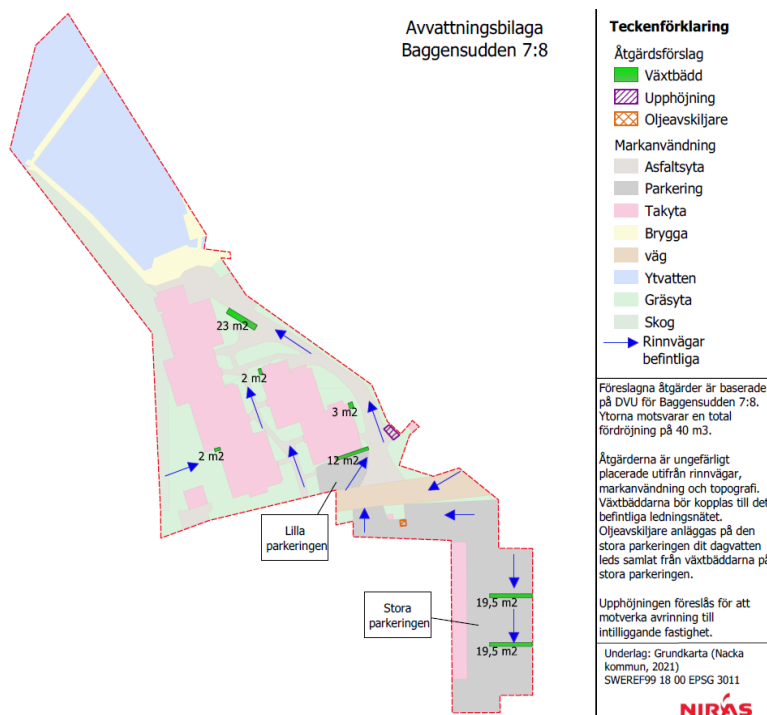 Avvattningsbilaga
Baggensudden 7:8
23 m2
2 m2
3 m2
2 m2
12 m2
Lilla
parkeringen
Stora
parkeringen
19,5 m2
19,5 m2
Teckenförklaring
Åtgärdsförslag
Växtbädd
Upphöjning
Oljeavskiljare
Markanvändning
Asfaltsyta
Parkering
Takyta
Brygga
väg
Ytvatten
Gräsyta
Skog
Rinnvägar
befintliga
Föreslagna åtgärder är baserade
på DVU för Baggensudden 7:8.
Ytorna motsvarar en total
fördröjning på 40 m3.
Åtgärderna är ungefärligt
placerade utifrån rinnvägar,
markanvändning och topografi.
Växtbäddarna bör kopplas till det
befintliga ledningsnätet.
Oljeavskiljare anläggas på den
stora parkeringen dit dagvatten
leds samlat från växtbäddarna på
stora parkeringen.
Upphöjningen föreslås för att
motverka avrinning till
intilliggande fastighet.
Underlag: Grundkarta (Nacka
kommun, 2021)
SWEREF99 18 00 EPSG 3011
NIRÁS